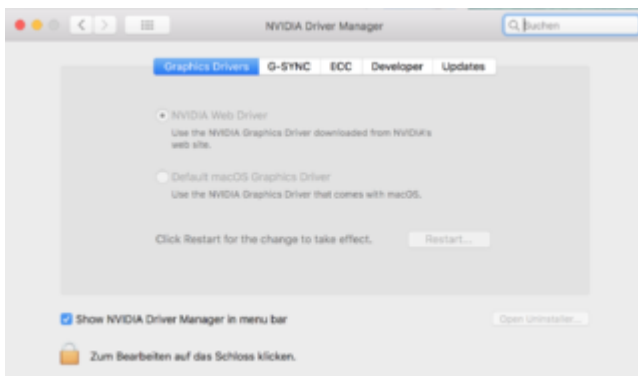 NVIDIA Driver Manager
Suchen
Graphics Drivers G-SYNC ECC Developer Updates
NVIDIA Web Driver
Use the NVIDIA Graphics Driver downloaded from NVIDIA's
web site.
Default macOS Graphics Driver
Use the NVIDIA Graphics Driver that comes with macOS.
Click Restart for the change to take effect. Restart...
Show NVIDIA Driver Manager in menu bar
Open Uninstaller...
Zum Bearbeiten auf das Schloss klicken.